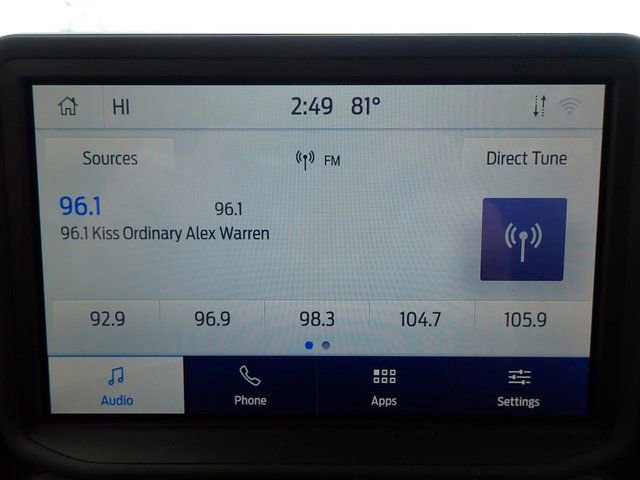 HI 2:49 81°
Sources FM Direct Tune
96.1 96.1
96.1 Kiss Ordinary Alex Warren
92.9 96.9 98.3 104.7 105.9
Audio Phone Apps Settings